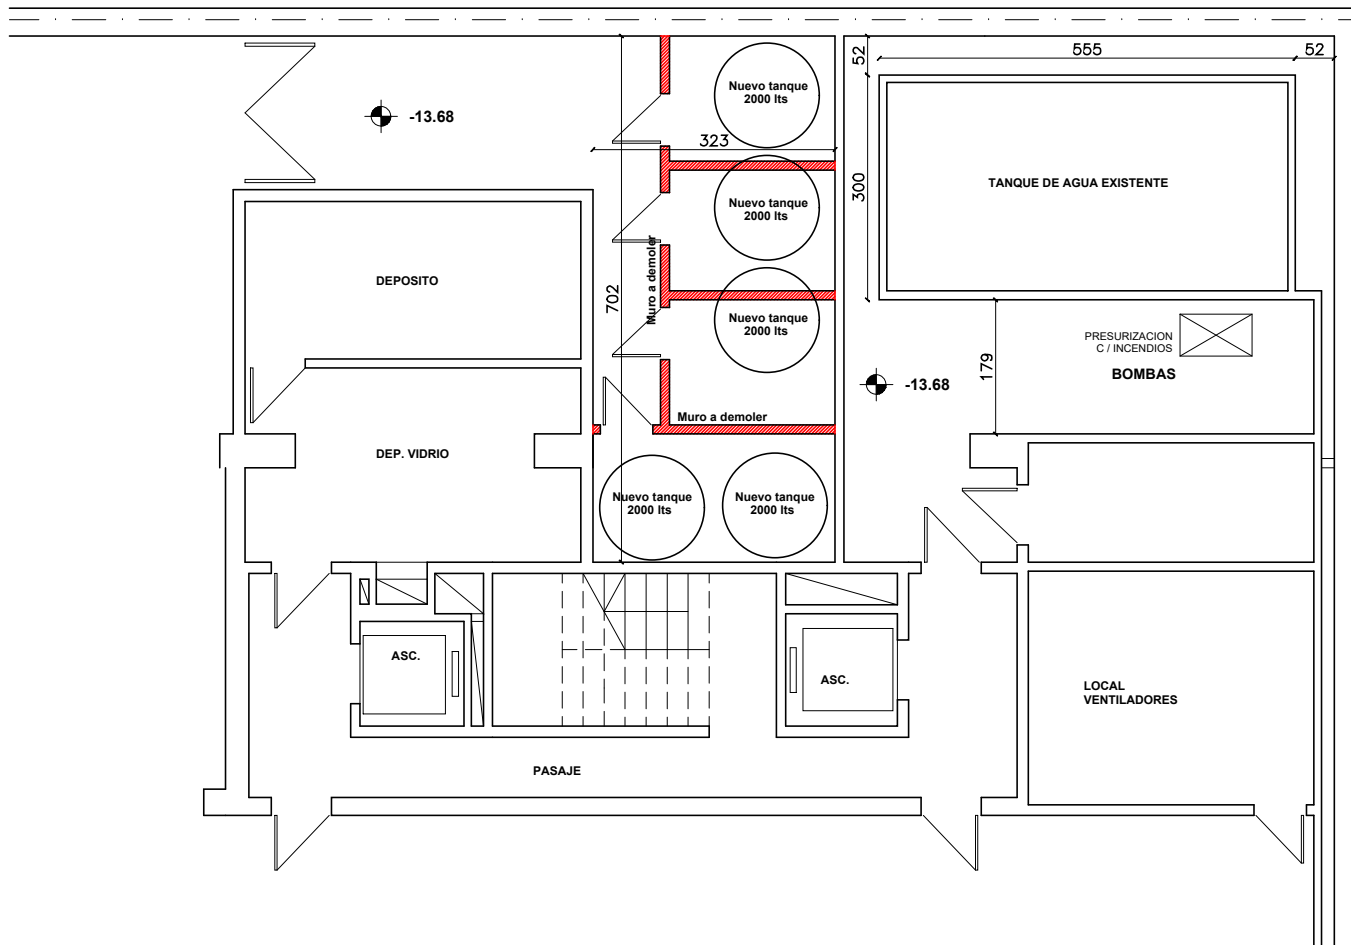 555
52
52
Nuevo tanque
2000 lts
-13.68
323
300
TANQUE DE AGUA EXISTENTE
Nuevo tanque
2000 lts
Muro a demoler
DEPOSITO
702
Nuevo tanque
2000 lts
PRESURIZACION
C / INCENDIOS
BOMBAS
179
-13.68
Muro a demoler
DEP. VIDRIO
Nuevo tanque
2000 lts
Nuevo tanque
2000 lts
ASC.
ASC.
LOCAL
VENTILADORES
PASAJE